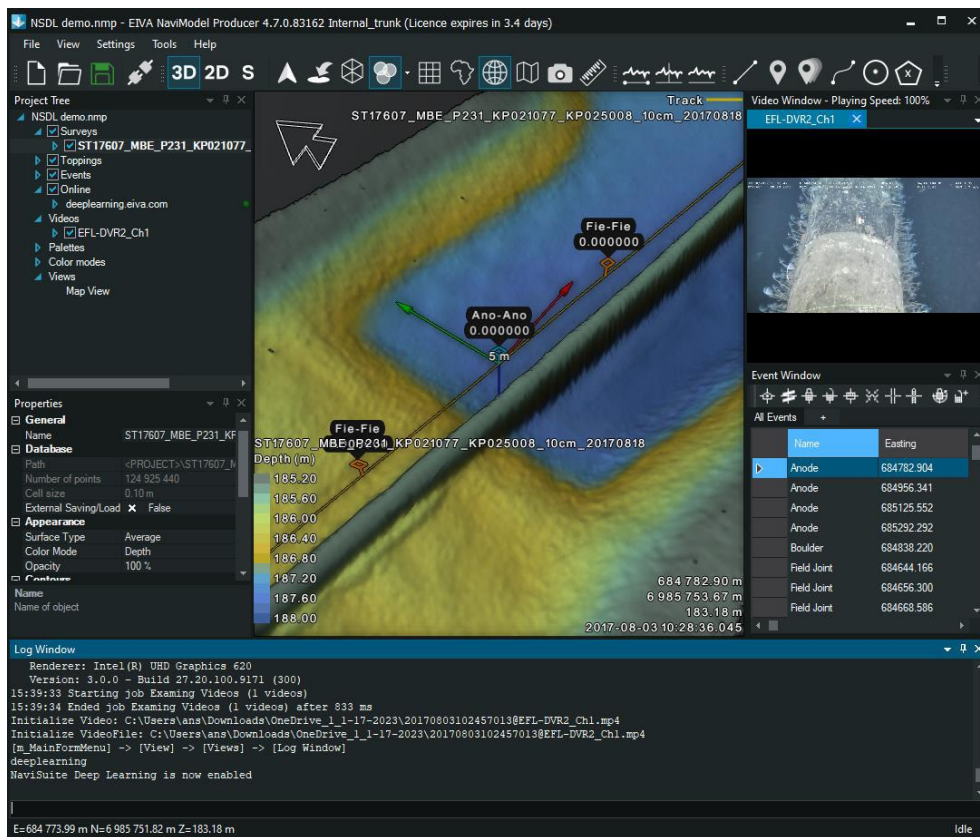 NSDL demo.nmp - EIVA NaviModel Producer 4.7.0.83162 Internal_trunk (Licence expires in 3.4 days)
File View Settings Tools Help
3D 2D S
Project Tree
NSDL demo.nmp
Surveys
ST17607_MBE_P231_KP021077_
Toppings
Events
Online
deeplearning.eiva.com
Videos
EFL-DVR2_Ch1
Palettes
Color modes
Views
Map View
Properties
General
Name ST17607_MBE_P231_KF
Database
Path <PROJECT>\ST17607_M
Number of points 124 925 440
Cell size 0.10 m
External Saving/Load False
Appearance
Surface Type Average
Color Mode Depth
Opacity 100 %
Contours
Name
Name of object
Track
ST17607_MBE_P231_KP021077_KP025008_10cm_20170818
Fie-Fie
0.000000
Ano-Ano
0.000000
5 m
Fie-Fie
ST17607_MBE_P231_KP021077_KP025008_10cm_20170818
Depth (m)
185.20
185.60
186.00
186.40
186.80
187.20
187.60
188.00
684 782.90 m
6 985 753.67 m
183.18 m
2017-08-03 10:28:36.045
Video Window - Playing Speed: 100%
EFL-DVR2_Ch1
Event Window
All Events +
Name Easting
Anode 684782.904
Anode 684956.341
Anode 685125.552
Anode 685292.292
Boulder 684838.220
Field Joint 684644.166
Field Joint 684656.300
Field Joint 684668.586
Log Window
Renderer: Intel(R) UHD Graphics 620
Version: 3.0.0 - Build 27.20.100.9171 (300)
15:39:33 Starting job Examing Videos (1 videos)
15:39:34 Ended job Examing Videos (1 videos) after 833 ms
Initialize Video: C:\Users\ans\Downloads\OneDrive_1_1-17-2023\20170803102457013@EFL-DVR2_Ch1.mp4
Initialize VideoFile: C:\Users\ans\Downloads\OneDrive_1_1-17-2023\20170803102457013@EFL-DVR2_Ch1.mp4
[m_MainFormMenu] -> [View] -> [Views] -> [Log Window]
deeplearning
NaviSuite Deep Learning is now enabled
E=684 773.99 m N=6 985 751.82 m Z=183.18 m
Idle